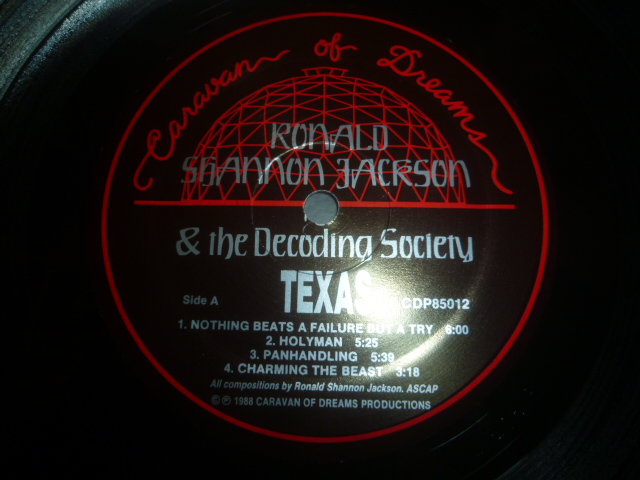 Caravan of Dreams
RONALD
SHANNON JACKSON
& the Decoding Society
TEXAS
Side A CDP85012
1. NOTHING BEATS A FAILURE BUT A TRY 6:00
2. HOLYMAN 5:25
3. PANHANDLING 5:39
4. CHARMING THE BEAST 3:18
All compositions by Ronald Shannon Jackson. ASCAP
©℗ 1988 CARAVAN OF DREAMS PRODUCTIONS